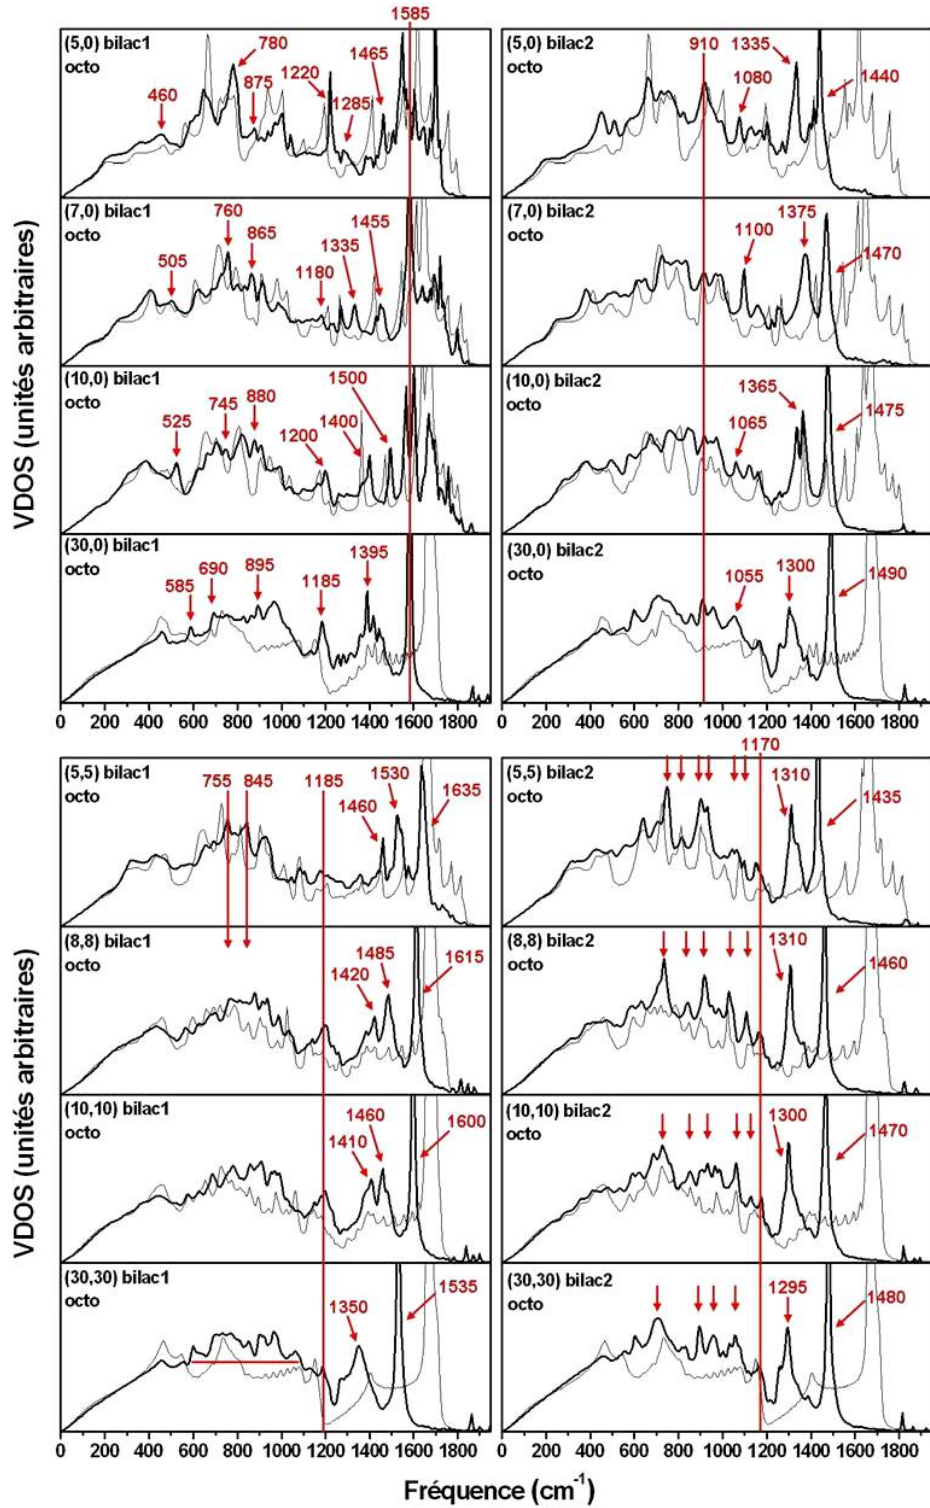 1585
(5,0) bilac1
octo
460
780
875
1220
1285
1465
(5,0) bilac2
octo
910
1080
1335
1440
(7,0) bilac1
octo
505
760
865
1180
1335
1455
(7,0) bilac2
octo
1100
1375
1470
(10,0) bilac1
octo
525
745
880
1200
1400
1500
(10,0) bilac2
octo
1065
1365
1475
(30,0) bilac1
octo
585
690
895
1185
1395
(30,0) bilac2
octo
1055
1300
1490
VDOS (unités arbitraires)
0 200 400 600 800 1000 1200 1400 1600 1800
0 200 400 600 800 1000 1200 1400 1600 1800
(5,5) bilac1
octo
755
845
1185
1460
1530
1635
(5,5) bilac2
octo
1170
1310
1435
(8,8) bilac1
octo
1420
1485
1615
(8,8) bilac2
octo
1310
1460
(10,10) bilac1
octo
1410
1460
1600
(10,10) bilac2
octo
1300
1470
(30,30) bilac1
octo
1350
1535
(30,30) bilac2
octo
1295
1480
VDOS (unités arbitraires)
0 200 400 600 800 1000 1200 1400 1600 1800
0 200 400 600 800 1000 1200 1400 1600 1800
Fréquence (cm⁻¹)